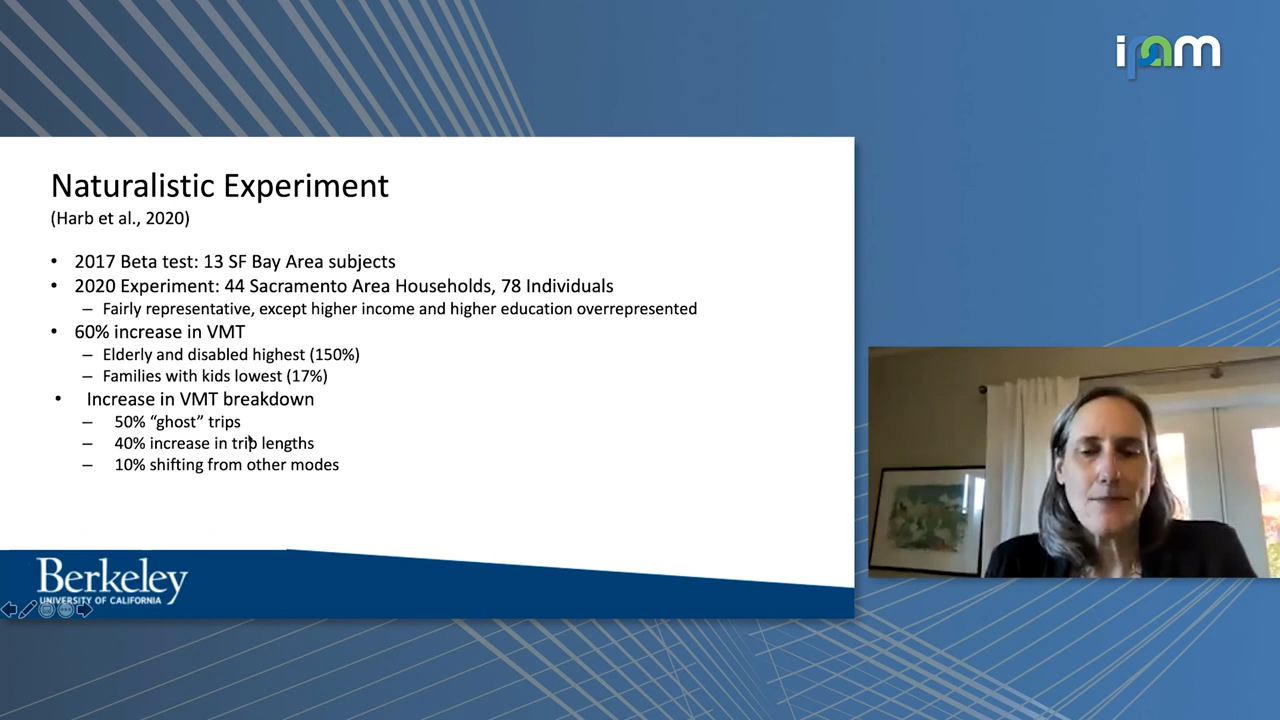 ipam
Naturalistic Experiment
(Harb et al., 2020)
• 2017 Beta test: 13 SF Bay Area subjects
• 2020 Experiment: 44 Sacramento Area Households, 78 Individuals
– Fairly representative, except higher income and higher education overrepresented
• 60% increase in VMT
– Elderly and disabled highest (150%)
– Families with kids lowest (17%)
• Increase in VMT breakdown
– 50% “ghost” trips
– 40% increase in trip lengths
– 10% shifting from other modes
Berkeley
UNIVERSITY OF CALIFORNIA